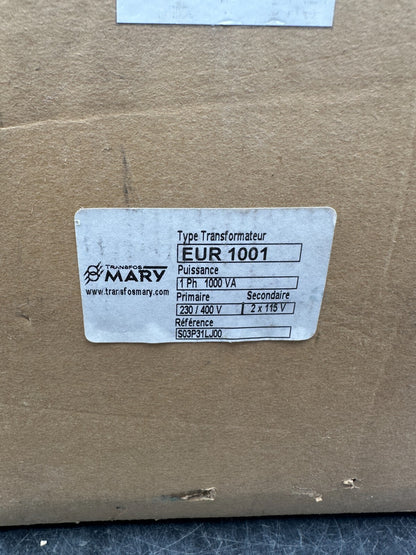 Type Transformateur
EUR 1001
TRANSFOS
MARY
www.transfosmary.com
Puissance
1 Ph 1000 VA
Primaire Secondaire
230 / 400 V 2 x 115 V
Référence
S03P31LJ00